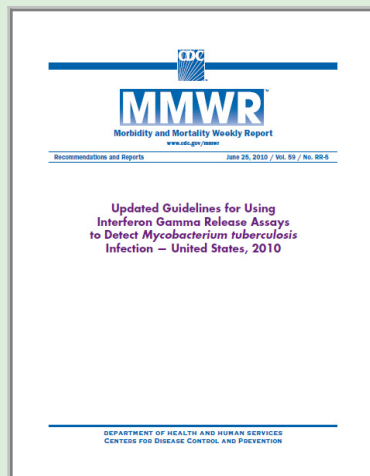 CDC
MMWR™
Morbidity and Mortality Weekly Report
www.cdc.gov/mmwr
Recommendations and Reports June 25, 2010 / Vol. 59 / No. RR-5
Updated Guidelines for Using
Interferon Gamma Release Assays
to Detect Mycobacterium tuberculosis
Infection — United States, 2010
DEPARTMENT OF HEALTH AND HUMAN SERVICES
CENTERS FOR DISEASE CONTROL AND PREVENTION